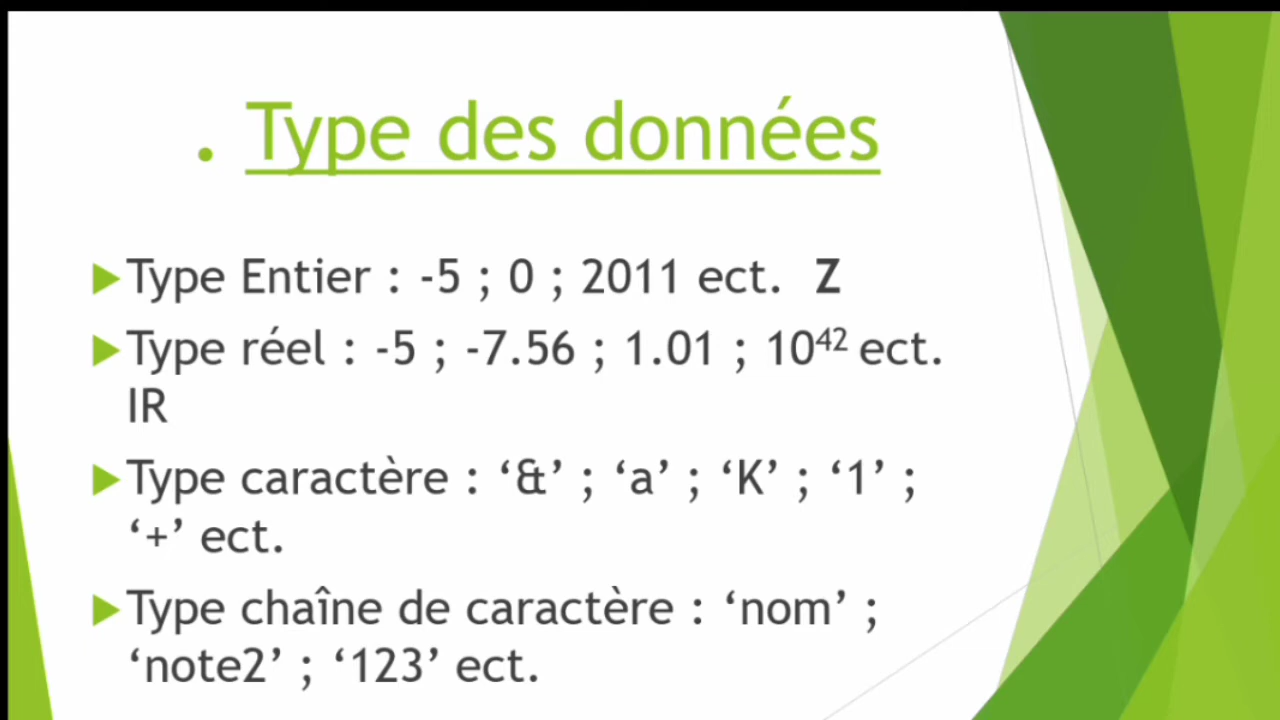 . Type des données
Type Entier : -5 ; 0 ; 2011 ect. Z
Type réel : -5 ; -7.56 ; 1.01 ; 10⁴² ect.
IR
Type caractère : ‘&’ ; ‘a’ ; ‘K’ ; ‘1’ ;
‘+’ ect.
Type chaîne de caractère : ‘nom’ ;
‘note2’ ; ‘123’ ect.